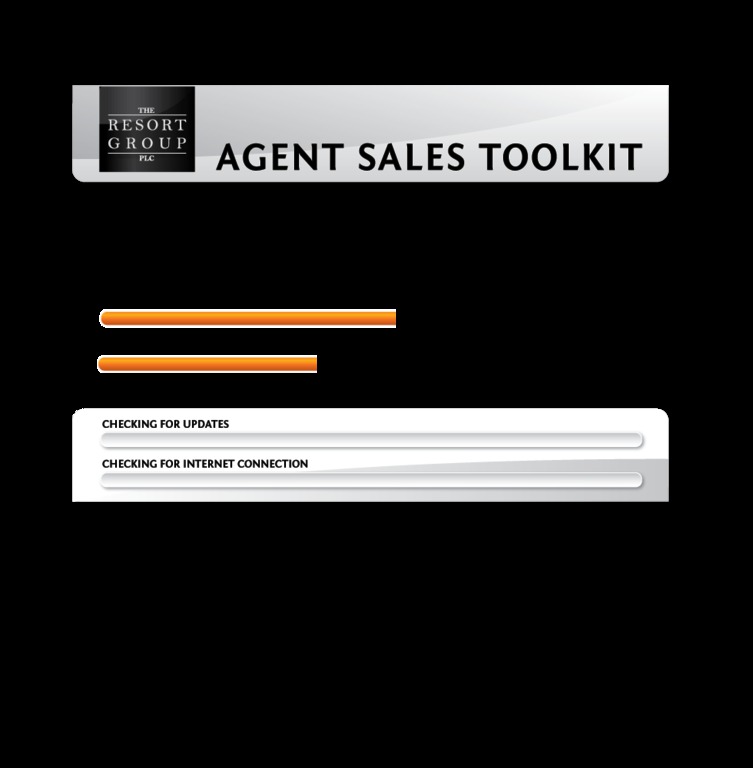 THE
RESORT
GROUP
PLC
AGENT SALES TOOLKIT
CHECKING FOR UPDATES
CHECKING FOR INTERNET CONNECTION